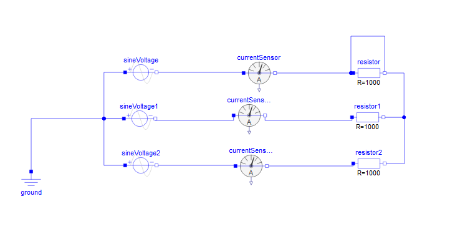 sineVoltage
currentSensor
resistor
+
-
A
R=1000
sineVoltage1
currentSens...
resistor1
+
-
A
R=1000
sineVoltage2
currentSens...
resistor2
+
-
A
R=1000
ground